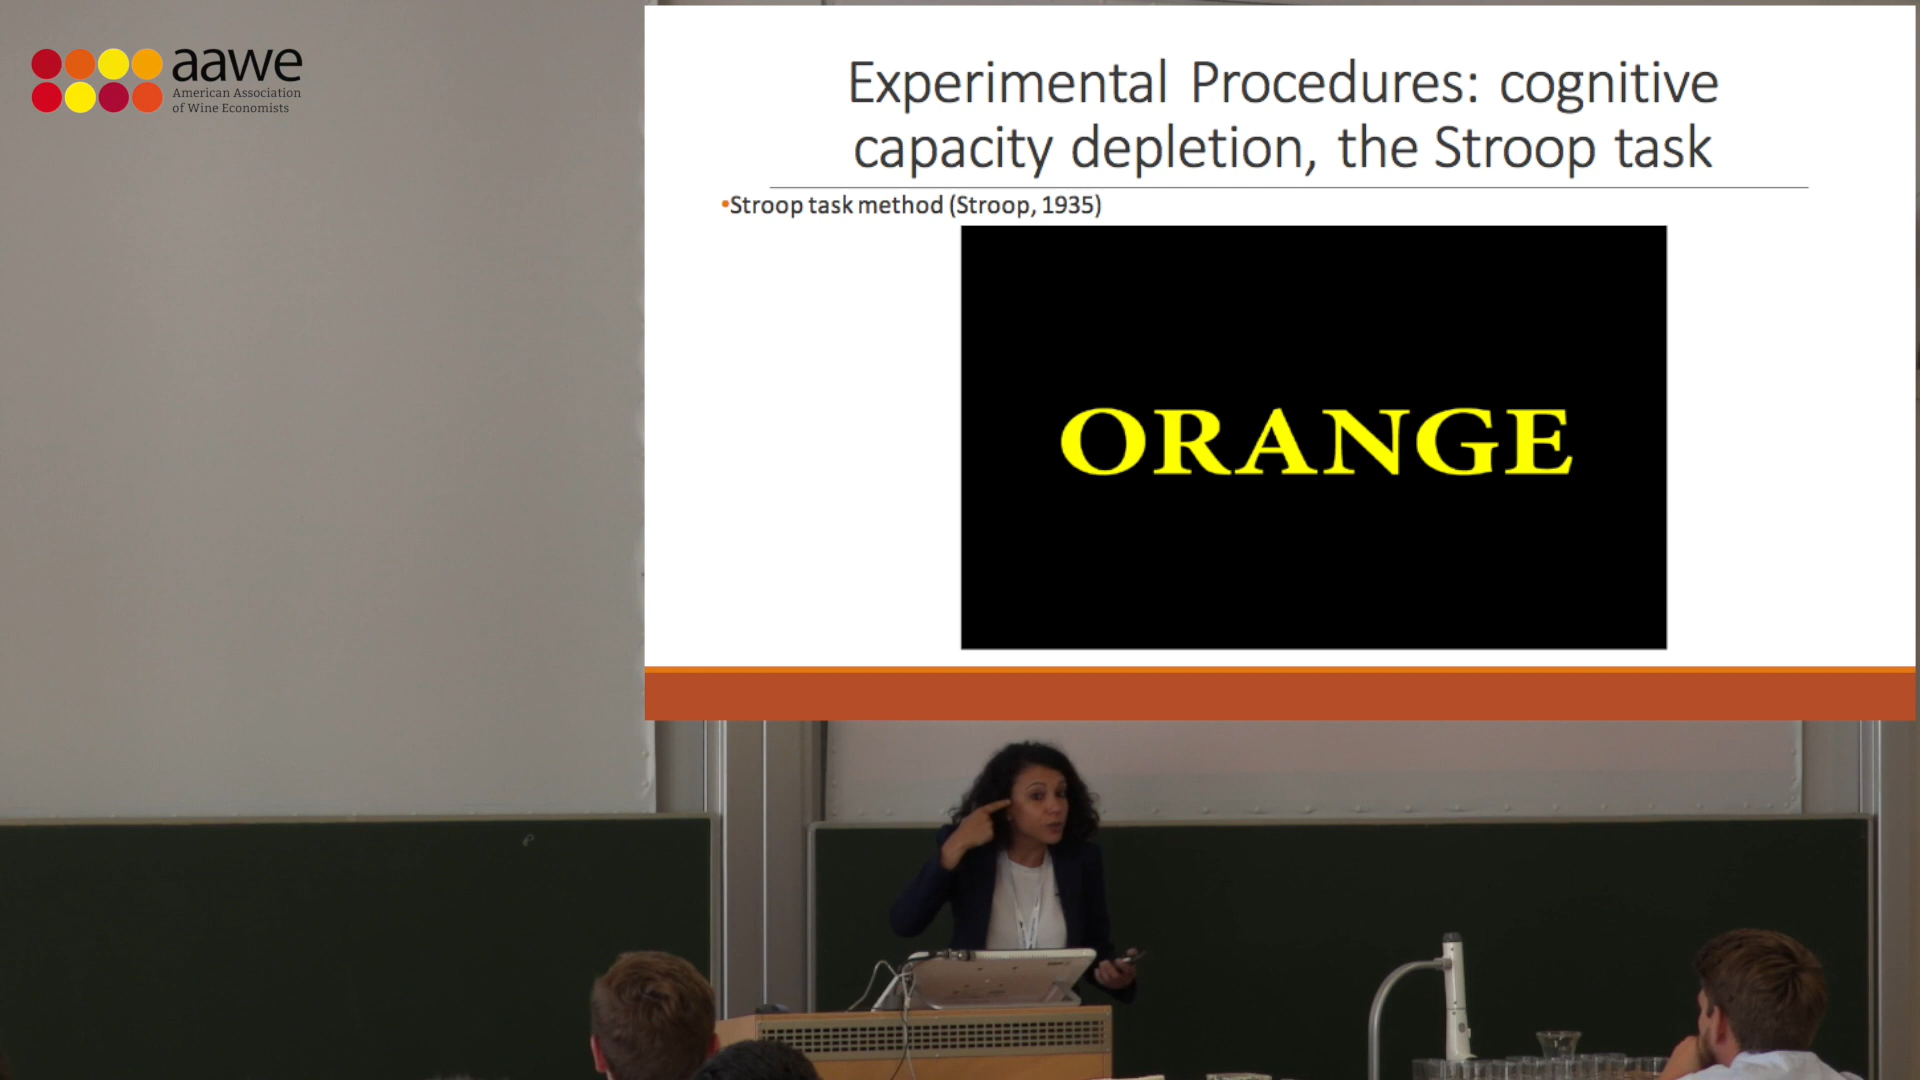 aawe
American Association
of Wine Economists
Experimental Procedures: cognitive
capacity depletion, the Stroop task
•Stroop task method (Stroop, 1935)
ORANGE